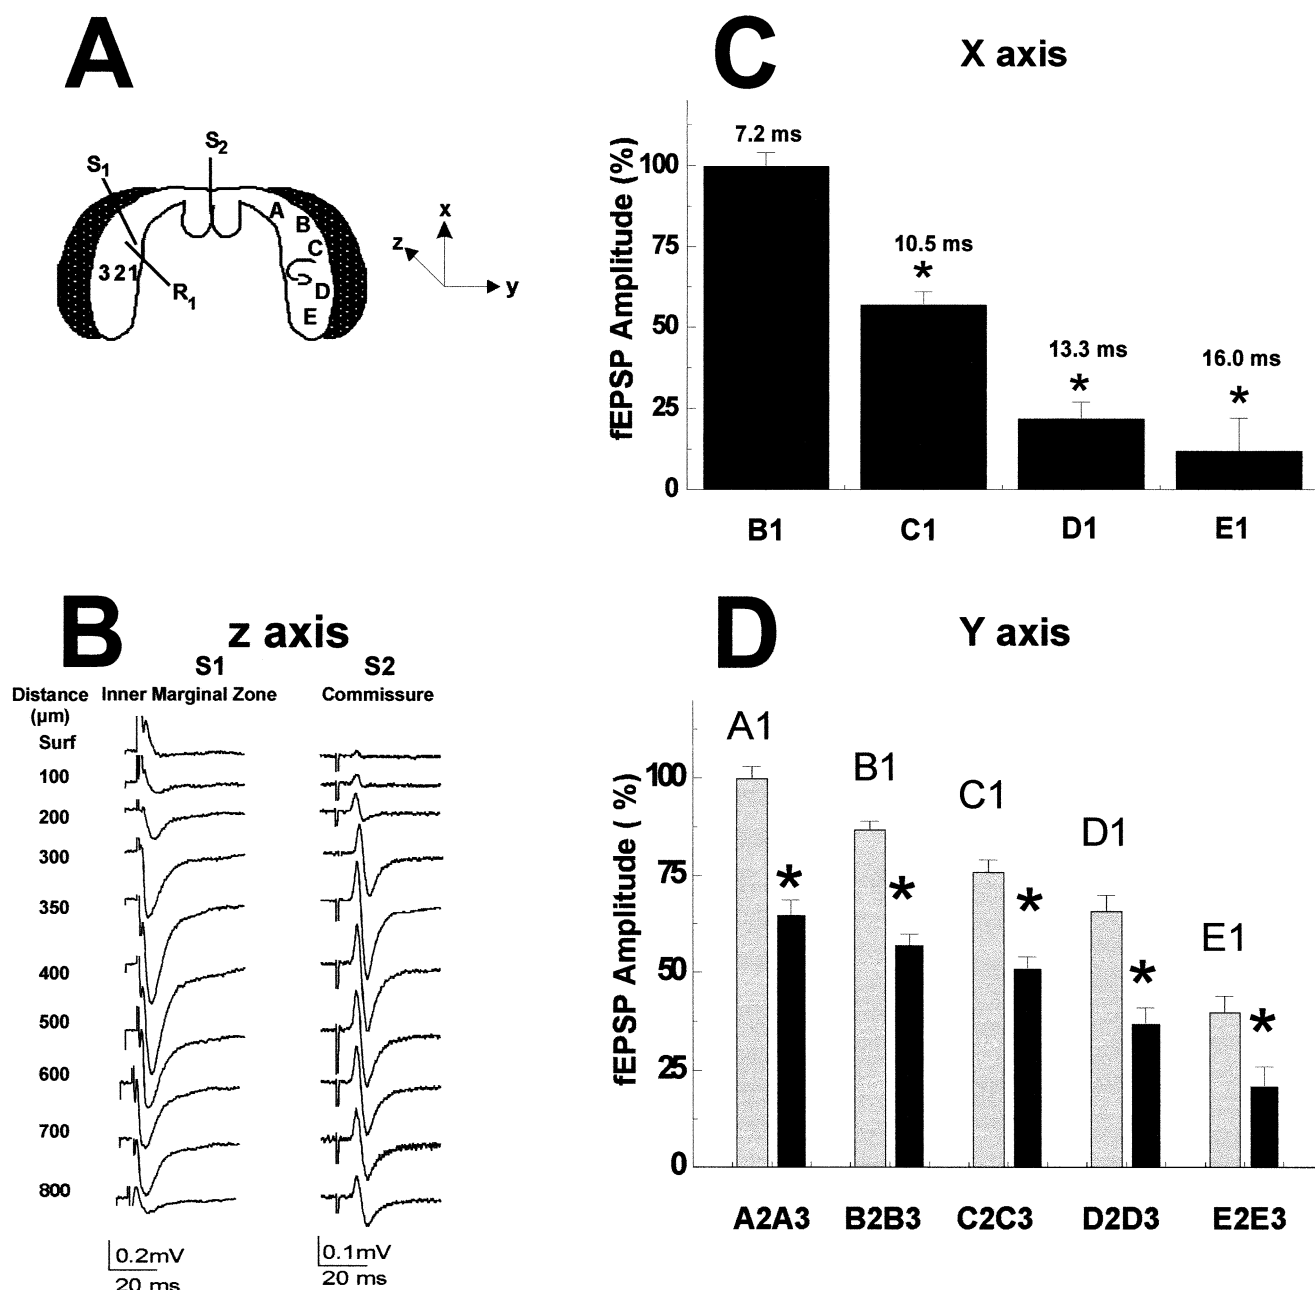 A
S2
S1
A
B
C
D
E
3 2 1
R1
x
z
y
C
X axis
fEPSP Amplitude (%)
100
75
50
25
0
7.2 ms
10.5 ms
*
13.3 ms
*
16.0 ms
*
B1 C1 D1 E1
B
z axis
S1 S2
Distance Inner Marginal Zone Commissure
(µm)
Surf
100
200
300
350
400
500
600
700
800
0.2mV
20 ms
0.1mV
20 ms
D
Y axis
fEPSP Amplitude ( %)
100
75
50
25
0
A1
*
B1
*
C1
*
D1
*
E1
*
A2A3 B2B3 C2C3 D2D3 E2E3